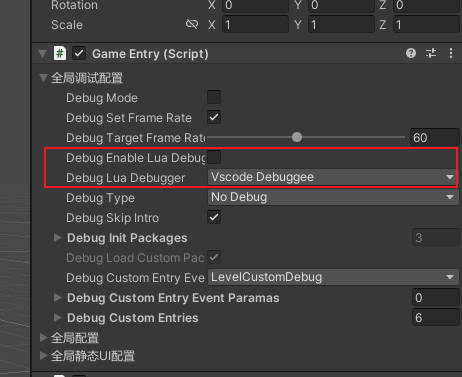 Rotation X 0 Y 0 Z 0
Scale X 1 Y 1 Z 1
# Game Entry (Script)
全局调试配置
Debug Mode
Debug Set Frame Rate
Debug Target Frame Rat 60
Debug Enable Lua Debug
Debug Lua Debugger Vscode Debuggee
Debug Type No Debug
Debug Skip Intro
Debug Init Packages 3
Debug Load Custom Pac
Debug Custom Entry Eve LevelCustomDebug
Debug Custom Entry Event Paramas 0
Debug Custom Entries 6
全局配置
全局静态UI配置